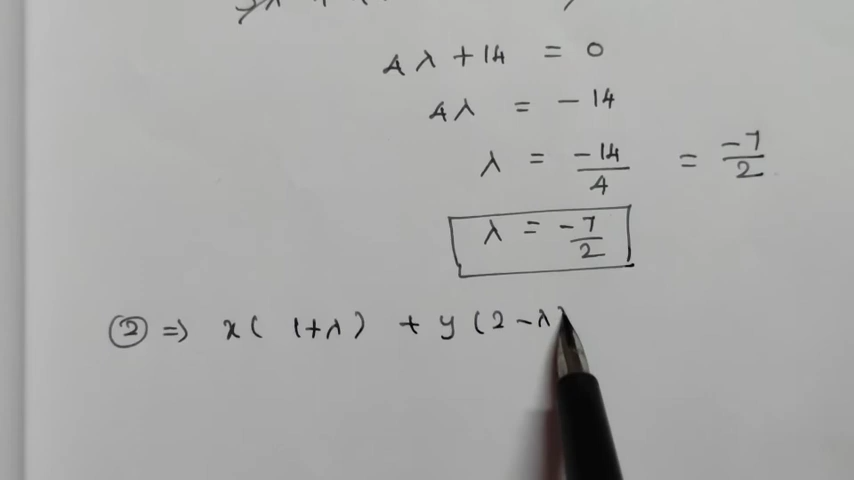 4λ + 14 = 0
4λ = - 14
λ = -14/4 = -7/2
λ = -7/2
② => x( 1+λ ) + y (2 - λ)